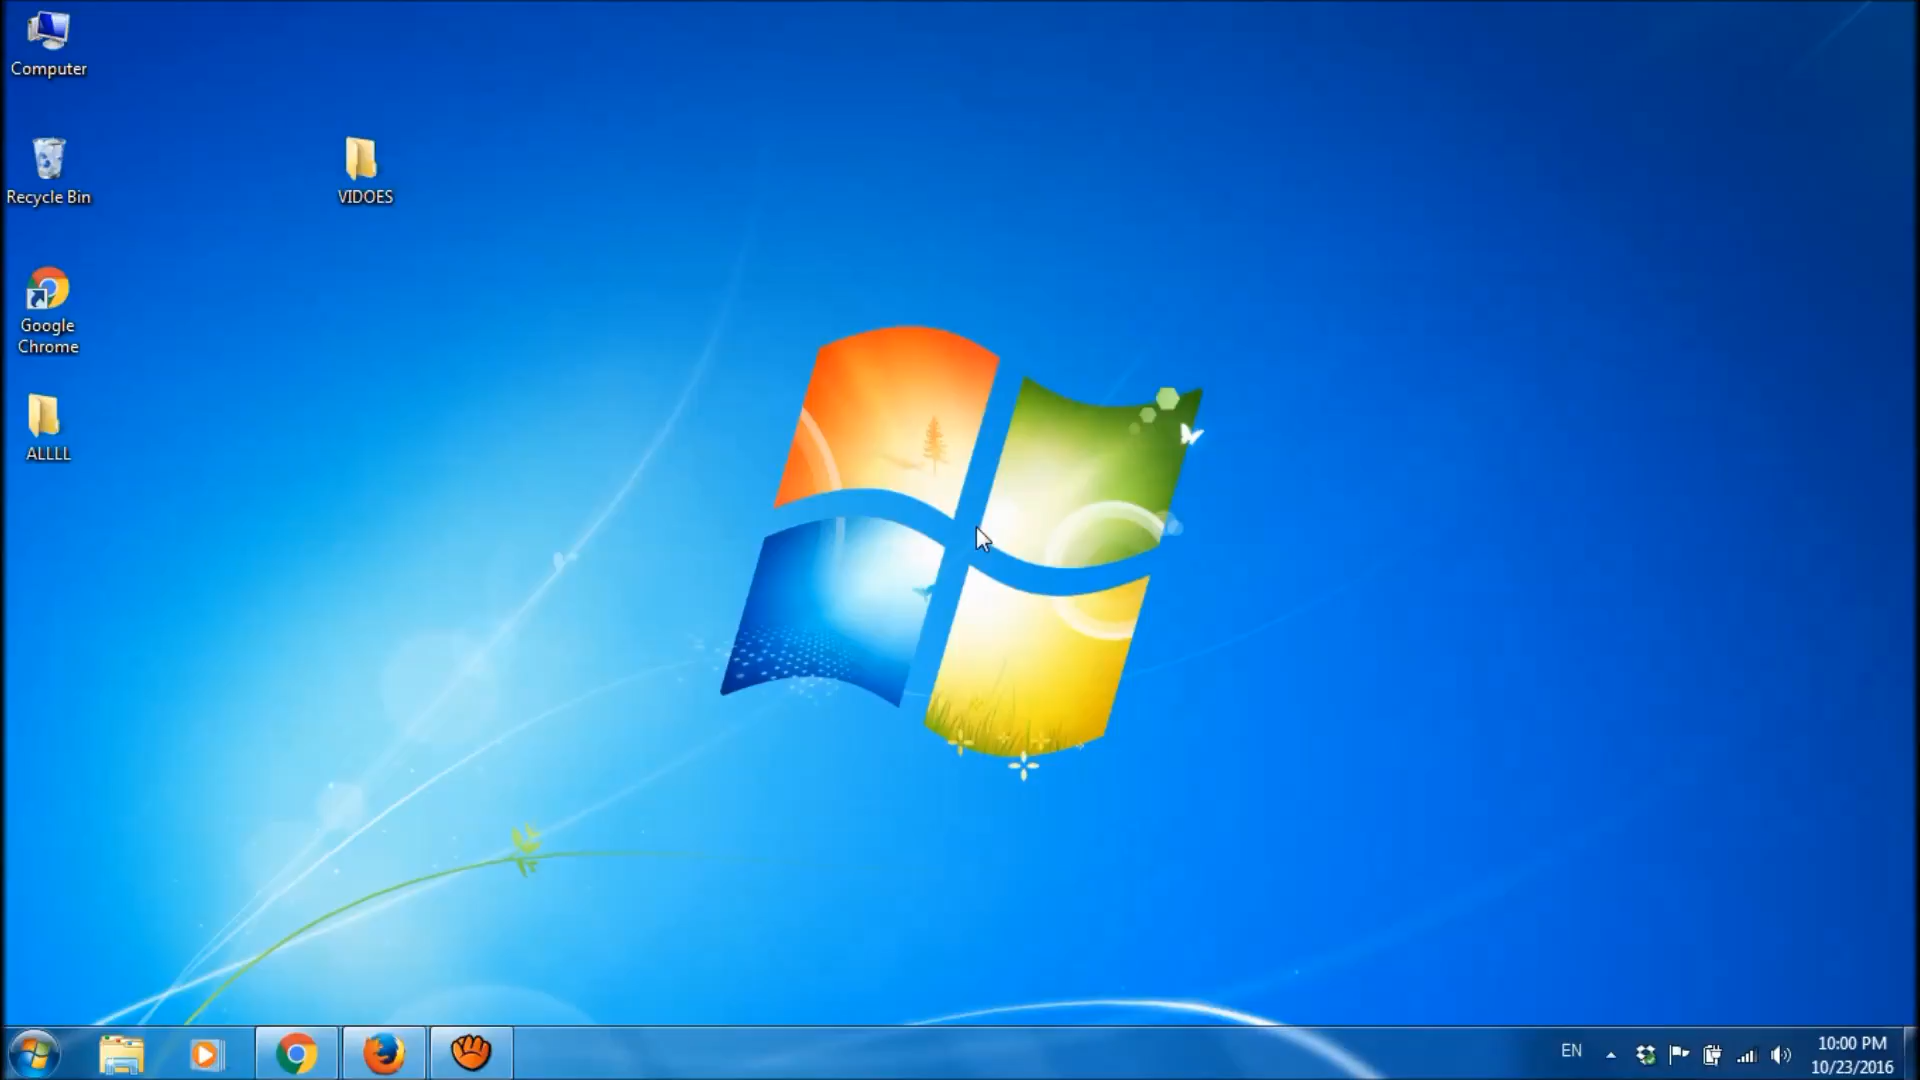 Computer
Recycle Bin
VIDOES
Google
Chrome
ALLLL
EN
10:00 PM
10/23/2016